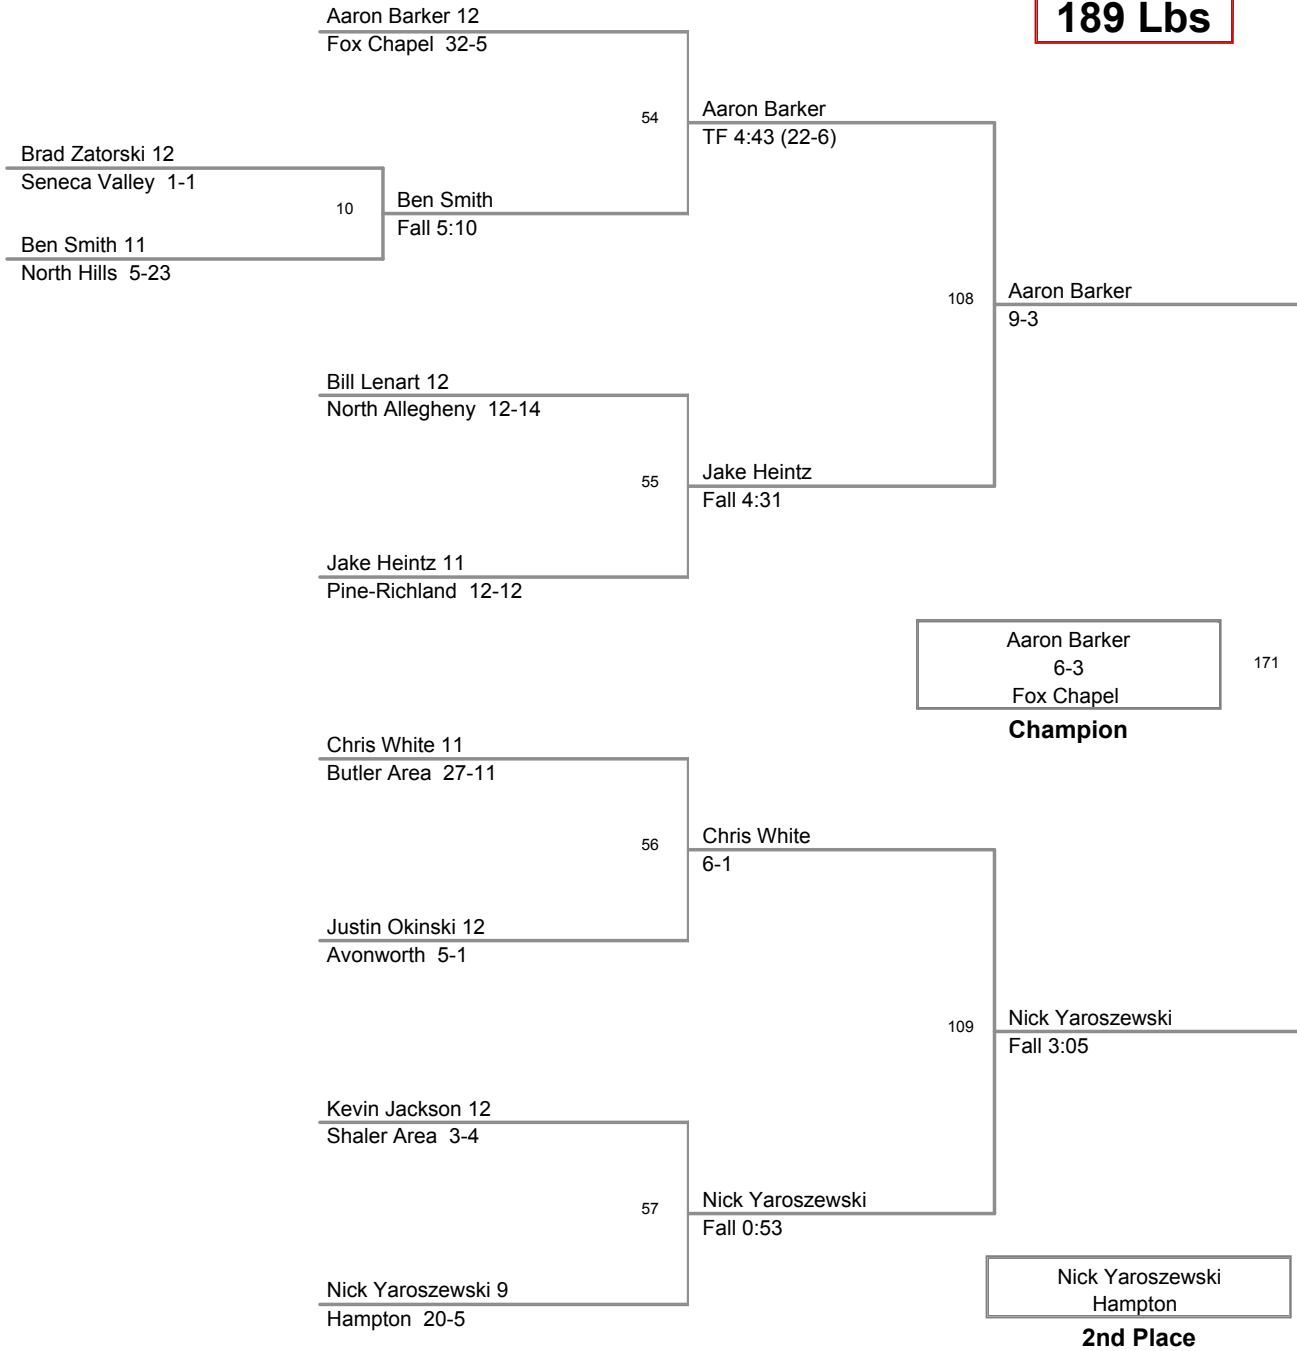 189 Lbs
Aaron Barker 12
Fox Chapel 32-5
54
Aaron Barker
TF 4:43 (22-6)
Brad Zatorski 12
Seneca Valley 1-1
10
Ben Smith
Fall 5:10
Ben Smith 11
North Hills 5-23
108
Aaron Barker
9-3
Bill Lenart 12
North Allegheny 12-14
55
Jake Heintz
Fall 4:31
Jake Heintz 11
Pine-Richland 12-12
Aaron Barker
6-3
Fox Chapel
171
Champion
Chris White 11
Butler Area 27-11
56
Chris White
6-1
Justin Okinski 12
Avonworth 5-1
109
Nick Yaroszewski
Fall 3:05
Kevin Jackson 12
Shaler Area 3-4
57
Nick Yaroszewski
Fall 0:53
Nick Yaroszewski 9
Hampton 20-5
Nick Yaroszewski
Hampton
2nd Place